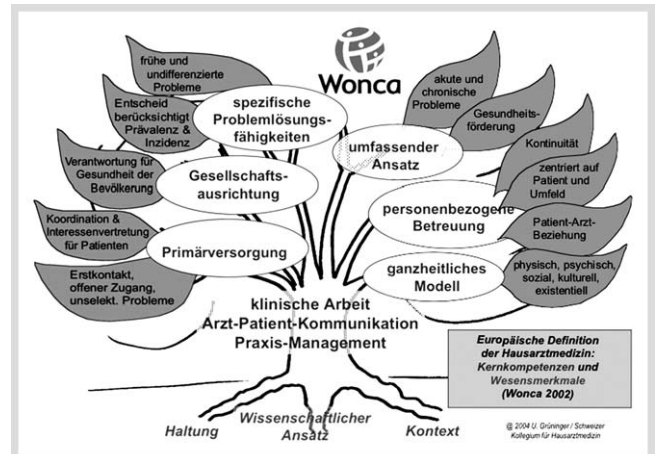 Wonca
frühe und
undifferenzierte
Probleme
Entscheid
berücksichtigt
Prävalenz &
Inzidenz
Verantwortung für
Gesundheit der
Bevölkerung
Koordination &
Interessenvertretung
für Patienten
Erstkontakt,
offener Zugang,
unselekt. Probleme
spezifische
Problemlösungs-
fähigkeiten
Gesellschafts-
ausrichtung
Primärversorgung
umfassender
Ansatz
personenbezogene
Betreuung
ganzheitliches
Modell
akute und
chronische
Probleme
Gesundheits-
förderung
Kontinuität
zentriert auf
Patient und
Umfeld
Patient-Arzt-
Beziehung
physisch, psychisch,
sozial, kulturell,
existentiell
klinische Arbeit
Arzt-Patient-Kommunikation
Praxis-Management
Haltung
Wissenschaftlicher
Ansatz
Kontext
Europäische Definition
der Hausarztmedizin:
Kernkompetenzen und
Wesensmerkmale
(Wonca 2002)
@ 2004 U. Grüninger / Schweizer
Kollegium für Hausarztmedizin